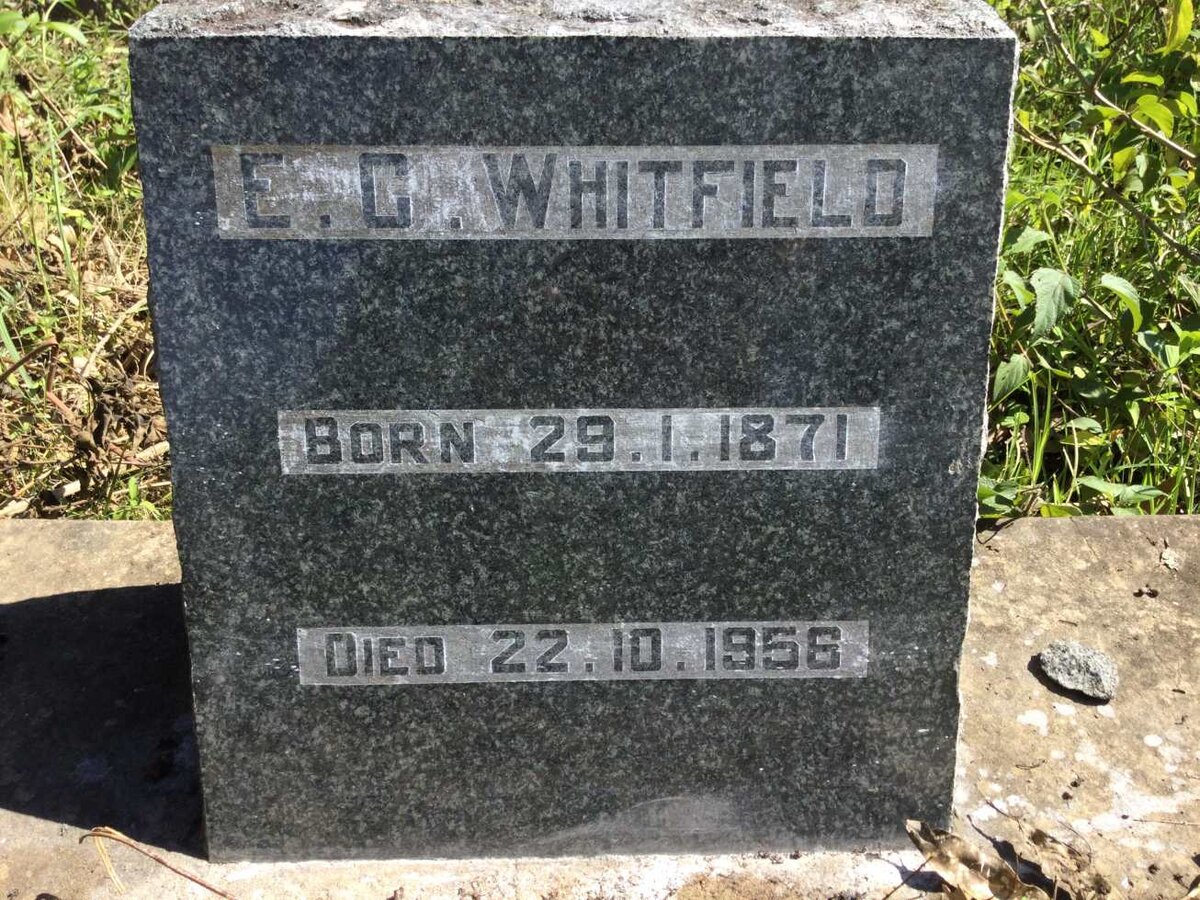 E. C. WHITFIELD
BORN 29.1.1871
DIED 22.10.1956